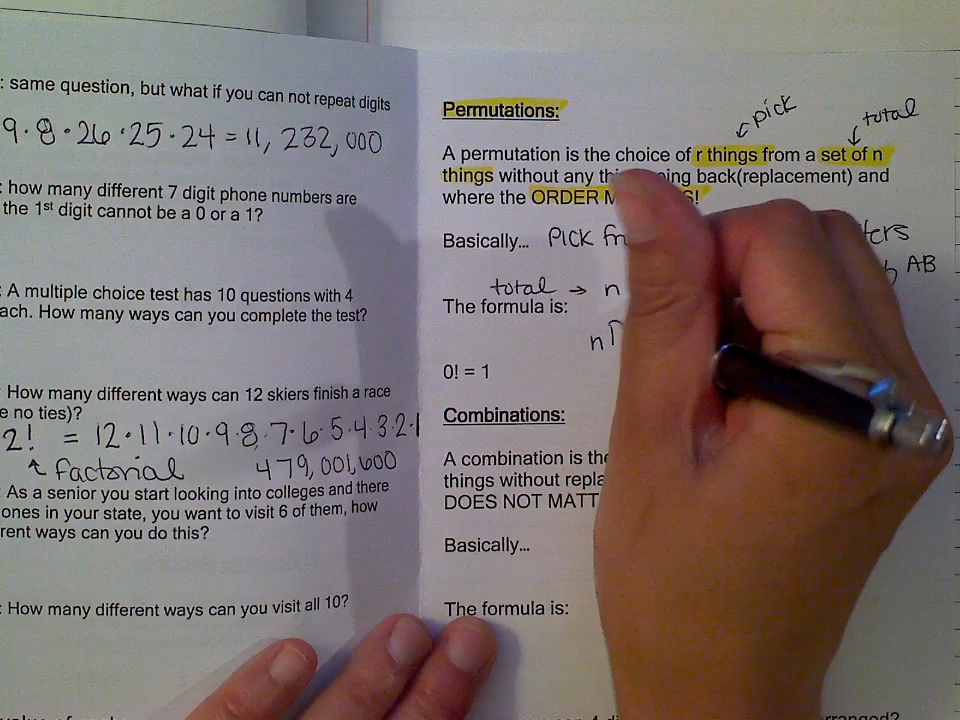 : same question, but what if you can not repeat digits
9·8·26·25·24 = 11,232,000
: how many different 7 digit phone numbers are
the 1st digit cannot be a 0 or a 1?
: A multiple choice test has 10 questions with 4
ach. How many ways can you complete the test?
: How many different ways can 12 skiers finish a race
e no ties)?
2! = 12·11·10·9·8·7·6·5·4·3·2·1
↑ factorial 479,001,600
: As a senior you start looking into colleges and there
ones in your state, you want to visit 6 of them, how
rent ways can you do this?
: How many different ways can you visit all 10?
Permutations:
pick
total
A permutation is the choice of r things from a set of n
things without any ing back(replacement) and
where the ORDER M S!
Basically... PICK
AB
total → n
The formula is:
n
0! = 1
Combinations:
A combination is the
things without repla
DOES NOT MATT
Basically...
The formula is: